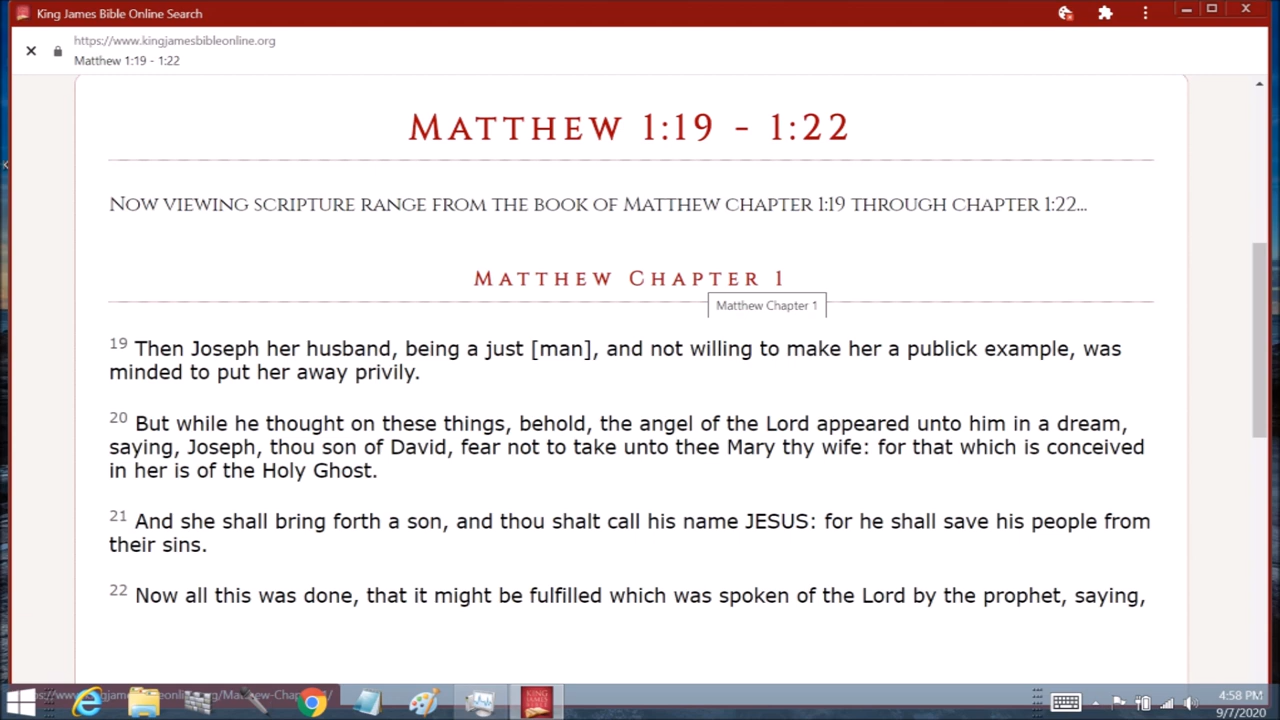 King James Bible Online Search
https://www.kingjamesbibleonline.org
Matthew 1:19 - 1:22
Matthew 1:19 - 1:22
Now viewing scripture range from the book of Matthew chapter 1:19 through chapter 1:22...
Matthew Chapter 1
Matthew Chapter 1
19 Then Joseph her husband, being a just [man], and not willing to make her a publick example, was
minded to put her away privily.
20 But while he thought on these things, behold, the angel of the Lord appeared unto him in a dream,
saying, Joseph, thou son of David, fear not to take unto thee Mary thy wife: for that which is conceived
in her is of the Holy Ghost.
21 And she shall bring forth a son, and thou shalt call his name JESUS: for he shall save his people from
their sins.
22 Now all this was done, that it might be fulfilled which was spoken of the Lord by the prophet, saying,
KING
JAMES
BIBLE
4:58 PM
9/7/2020